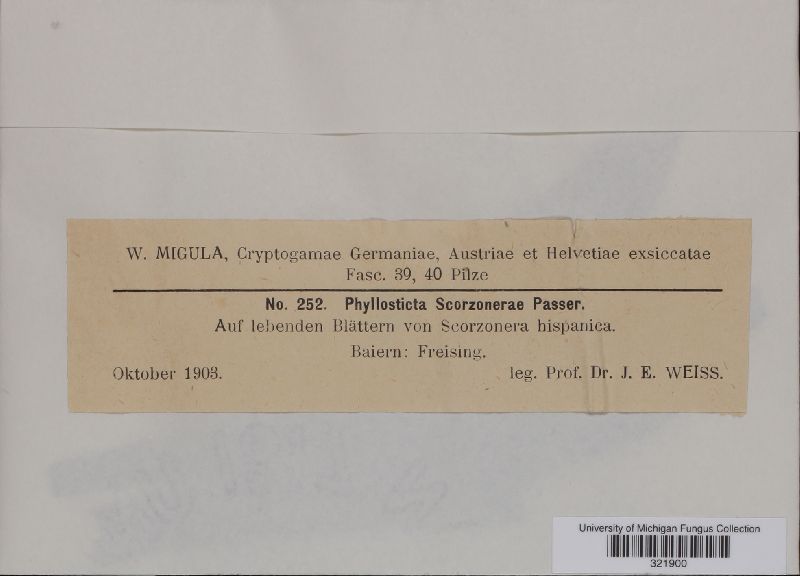 W. MIGULA, Cryptogamae Germaniae, Austriae et Helvetiae exsiccatae
Fasc. 39, 40 Pilze
No. 252. Phyllosticta Scorzonerae Passer.
Auf lebenden Blättern von Scorzonera hispanica.
Baiern: Freising.
Oktober 1903. leg. Prof. Dr. J. E. WEISS.
University of Michigan Fungus Collection
321900